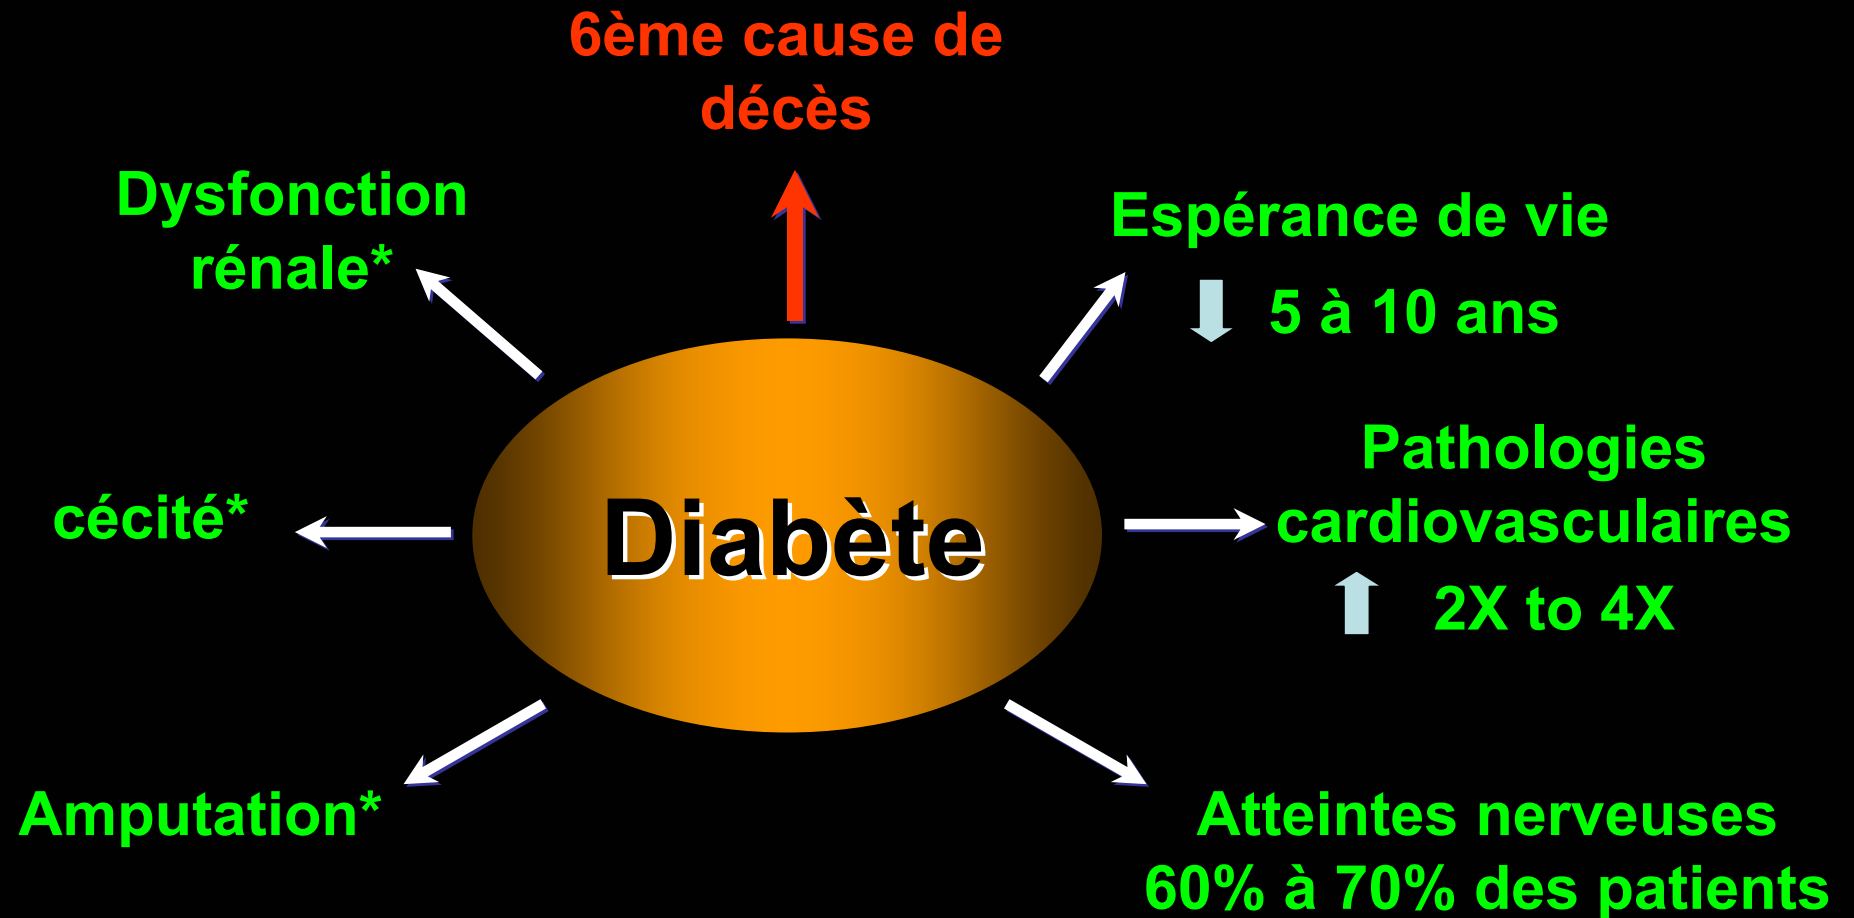 6ème cause de
décès
Dysfonction
rénale*
Espérance de vie
5 à 10 ans
Pathologies
cardiovasculaires
2X to 4X
cécité*
Diabète
Amputation*
Atteintes nerveuses
60% à 70% des patients